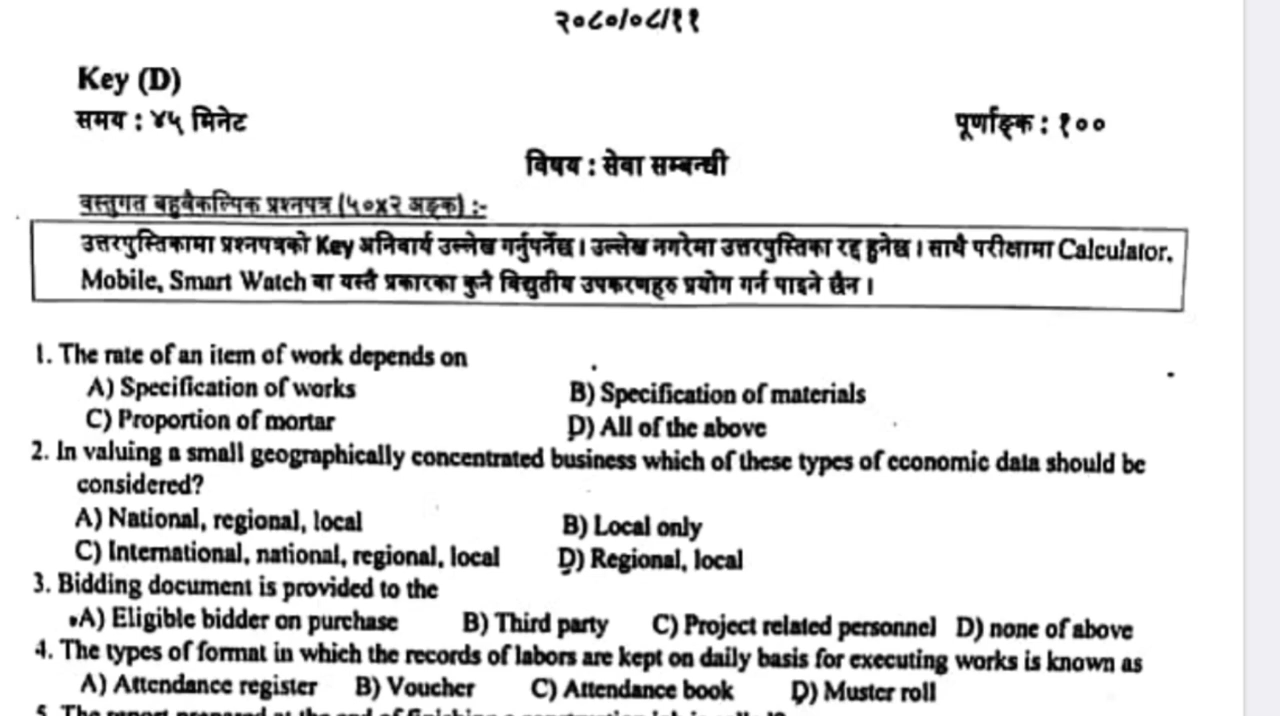 २०८०/०८/११
Key (D)
समय : ४५ मिनेट
पूर्णाङ्क : १००
विषय : सेवा सम्बन्धी
वस्तुगत बहुवैकल्पिक प्रश्नपत्र (५०x२ अङ्क) :-
उत्तरपुस्तिकामा प्रश्नपत्रको Key अनिवार्य उल्लेख गर्नुपर्नेछ । उल्लेख नगरेमा उत्तरपुस्तिका रद्द हुनेछ । साथै परीक्षामा Calculator,
Mobile, Smart Watch वा यस्तै प्रकारका कुनै विद्युतीय उपकरणहरु प्रयोग गर्न पाइने छैन ।
1. The rate of an item of work depends on
A) Specification of works B) Specification of materials
C) Proportion of mortar D) All of the above
2. In valuing a small geographically concentrated business which of these types of economic data should be
considered?
A) National, regional, local B) Local only
C) International, national, regional, local D) Regional, local
3. Bidding document is provided to the
A) Eligible bidder on purchase B) Third party C) Project related personnel D) none of above
4. The types of format in which the records of labors are kept on daily basis for executing works is known as
A) Attendance register B) Voucher C) Attendance book D) Muster roll